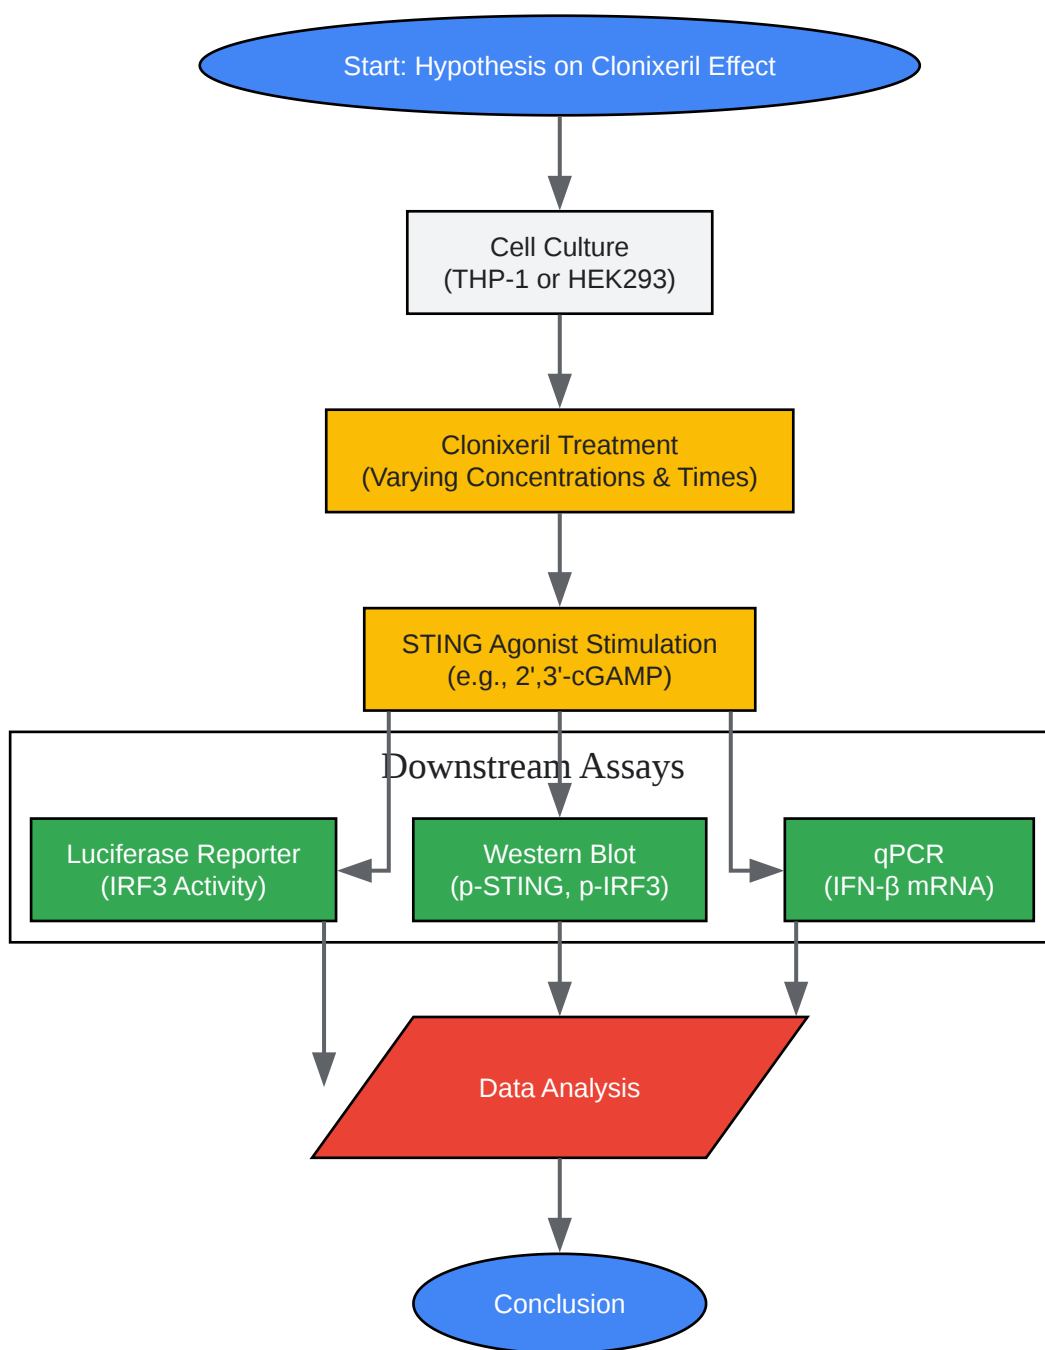 Start: Hypothesis on Clonixeril Effect
Cell Culture
(THP-1 or HEK293)
Clonixeril Treatment
(Varying Concentrations & Times)
STING Agonist Stimulation
(e.g., 2',3'-cGAMP)
Downstream Assays
Luciferase Reporter
(IRF3 Activity)
Western Blot
(p-STING, p-IRF3)
qPCR
(IFN-β mRNA)
Data Analysis
Conclusion